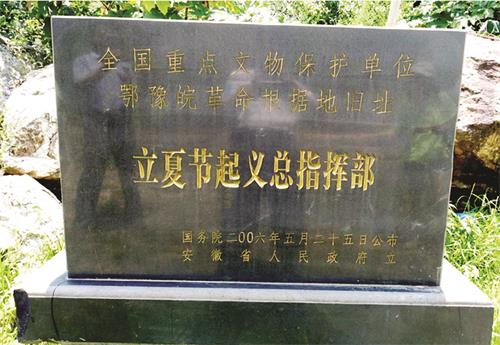 全国重点文物保护单位
鄂豫皖革命根据地旧址
立夏节起义总指挥部
国务院二〇〇六年五月二十五日公布
安徽省人民政府立